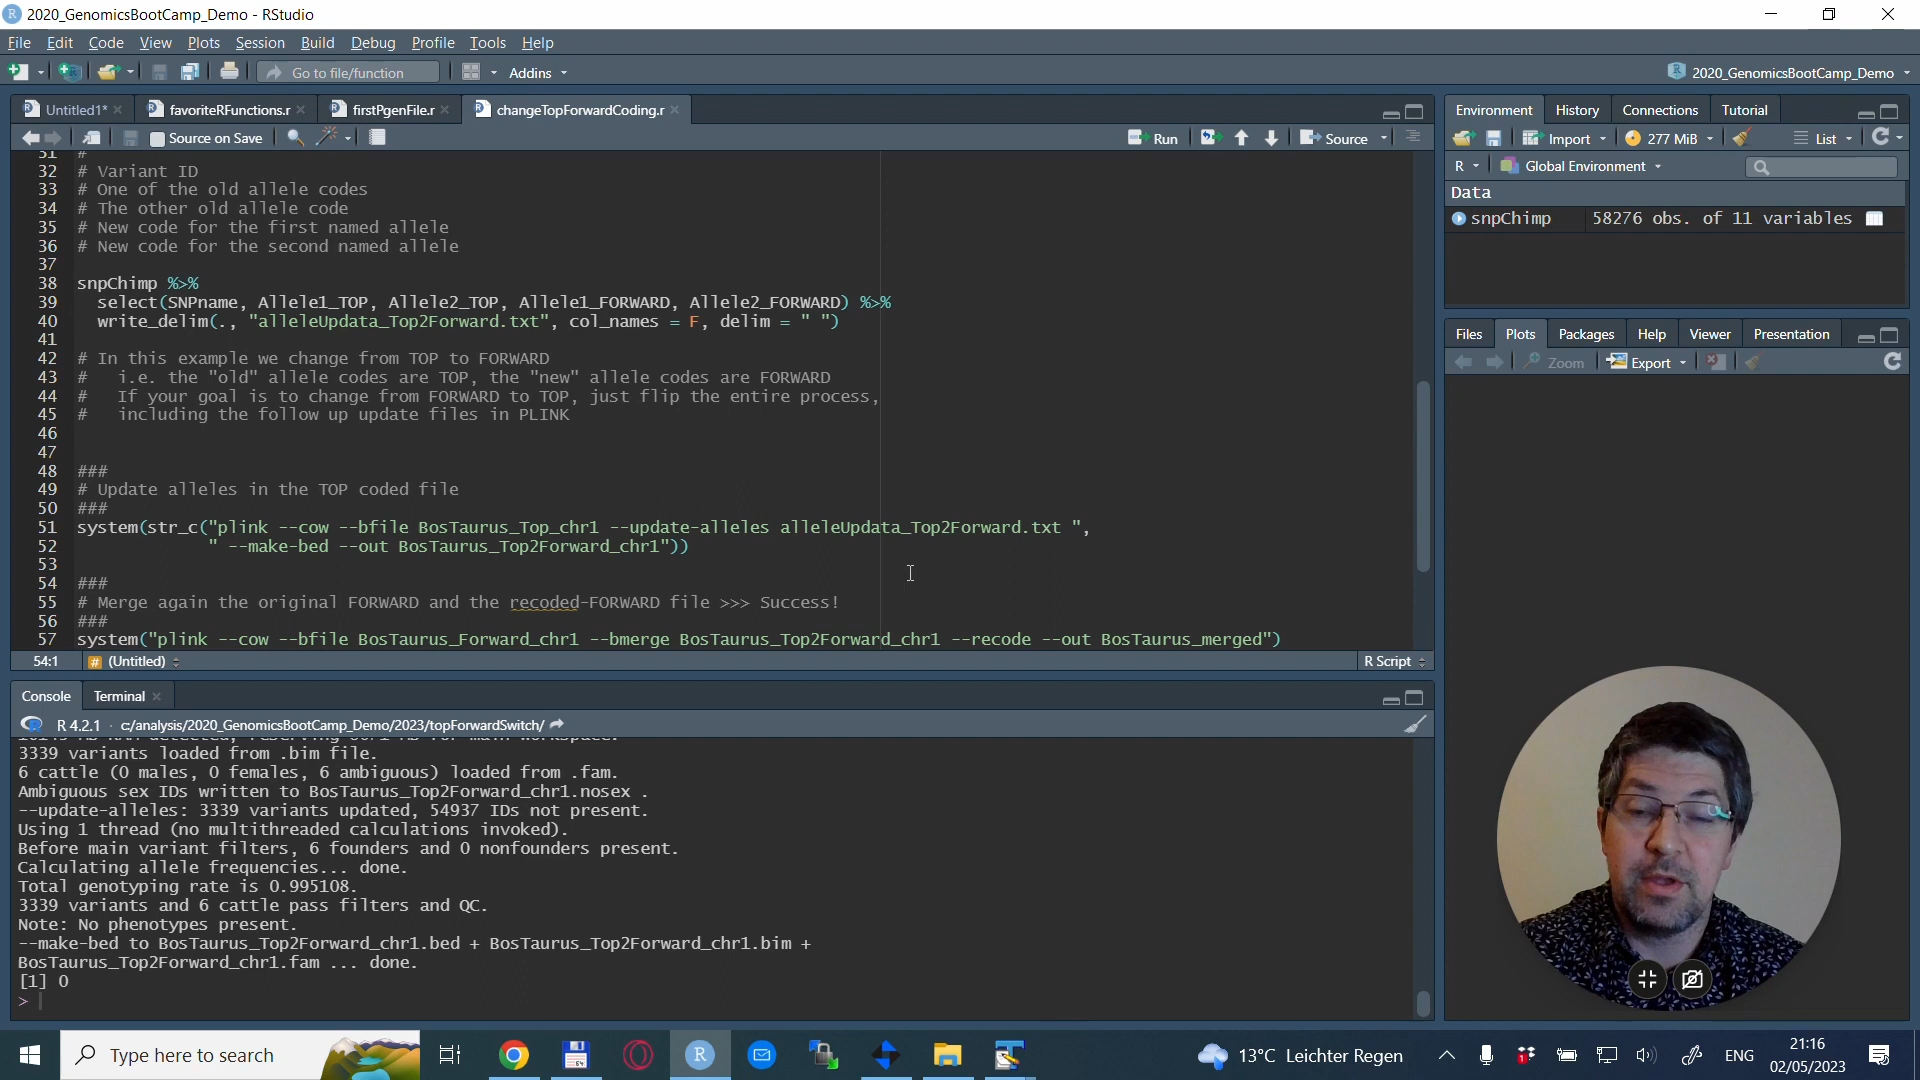 2020_GenomicsBootCamp_Demo - RStudio
File Edit Code View Plots Session Build Debug Profile Tools Help
Go to file/function Addins 2020_GenomicsBootCamp_Demo
Untitled1* favoriteRFunctions.r firstPgenFile.r changeTopForwardCoding.r
Source on Save Run Source
31 #
32 # Variant ID
33 # One of the old allele codes
34 # The other old allele code
35 # New code for the first named allele
36 # New code for the second named allele
37
38 snpChimp %>%
39 select(SNPname, Allele1_TOP, Allele2_TOP, Allele1_FORWARD, Allele2_FORWARD) %>%
40 write_delim(., "alleleUpdata_Top2Forward.txt", col_names = F, delim = " ")
41
42 # In this example we change from TOP to FORWARD
43 # i.e. the "old" allele codes are TOP, the "new" allele codes are FORWARD
44 # If your goal is to change from FORWARD to TOP, just flip the entire process,
45 # including the follow up update files in PLINK
46
47
48 ###
49 # Update alleles in the TOP coded file
50 ###
51 system(str_c("plink --cow --bfile BosTaurus_Top_chr1 --update-alleles alleleUpdata_Top2Forward.txt ",
52 " --make-bed --out BosTaurus_Top2Forward_chr1"))
53
54 ###
55 # Merge again the original FORWARD and the recoded-FORWARD file >>> Success!
56 ###
57 system("plink --cow --bfile BosTaurus_Forward_chr1 --bmerge BosTaurus_Top2Forward_chr1 --recode --out BosTaurus_merged")
54:1 # (Untitled) R Script
Console Terminal
R 4.2.1 · c:/analysis/2020_GenomicsBootCamp_Demo/2023/topForwardSwitch/
3339 variants loaded from .bim file.
6 cattle (0 males, 0 females, 6 ambiguous) loaded from .fam.
Ambiguous sex IDs written to BosTaurus_Top2Forward_chr1.nosex .
--update-alleles: 3339 variants updated, 54937 IDs not present.
Using 1 thread (no multithreaded calculations invoked).
Before main variant filters, 6 founders and 0 nonfounders present.
Calculating allele frequencies... done.
Total genotyping rate is 0.995108.
3339 variants and 6 cattle pass filters and QC.
Note: No phenotypes present.
--make-bed to BosTaurus_Top2Forward_chr1.bed + BosTaurus_Top2Forward_chr1.bim +
BosTaurus_Top2Forward_chr1.fam ... done.
[1] 0
>
Environment History Connections Tutorial
Import 277 MiB List
R Global Environment
Data
snpChimp 58276 obs. of 11 variables
Files Plots Packages Help Viewer Presentation
Zoom Export
Type here to search
13°C Leichter Regen
ENG
21:16
02/05/2023